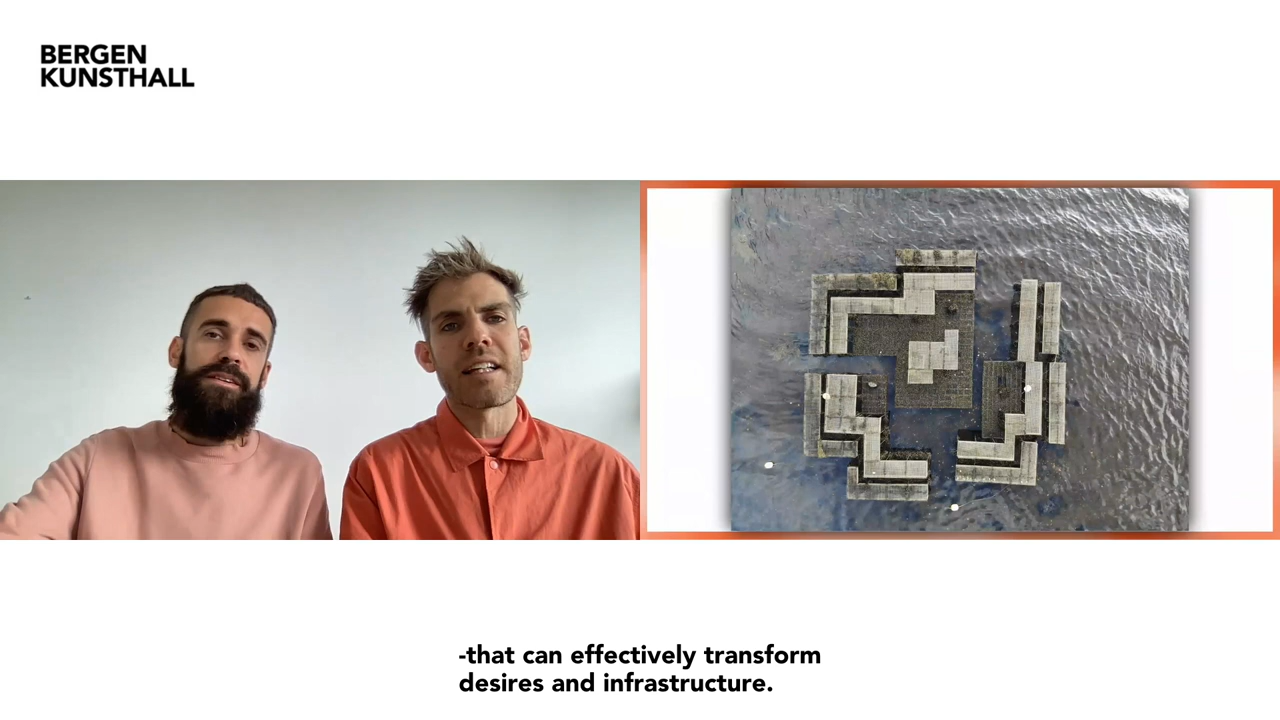 BERGEN
KUNSTHALL
-that can effectively transform
desires and infrastructure.